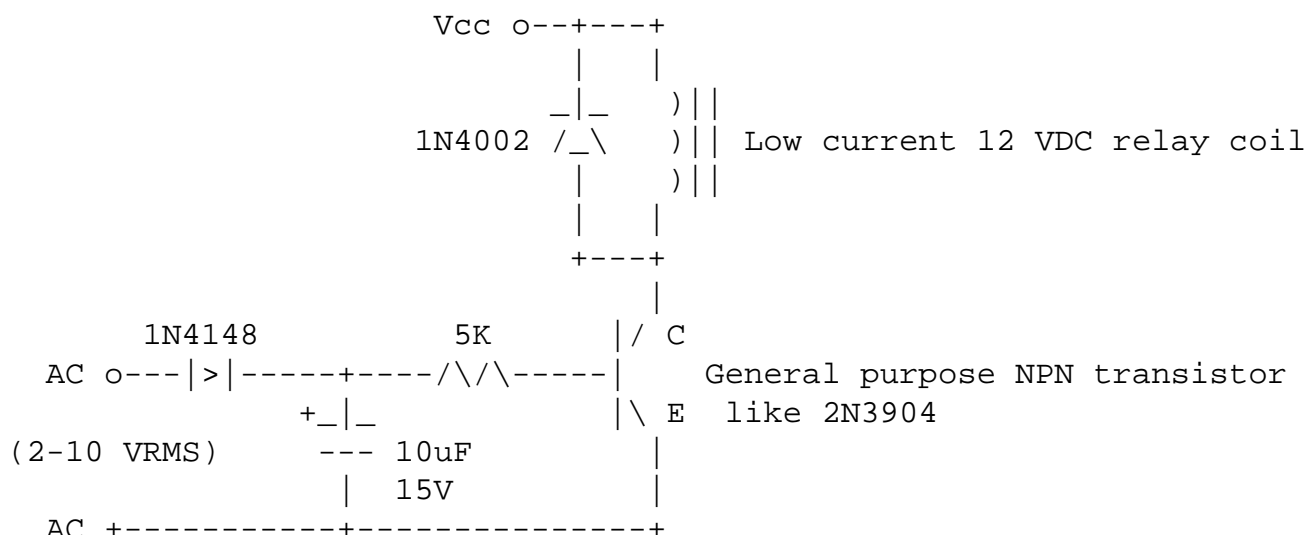 Vcc o--+---+
|   |
_|_   )||
1N4002 /_\   )|| Low current 12 VDC relay coil
|    )||
|   |
+---+
|
1N4148          5K       |/ C
AC o---|>|-----+----/\/\-----|    General purpose NPN transistor
+_|_              |\ E  like 2N3904
(2-10 VRMS)    --- 10uF            |
|  15V             |
AC +-----------+----------------+